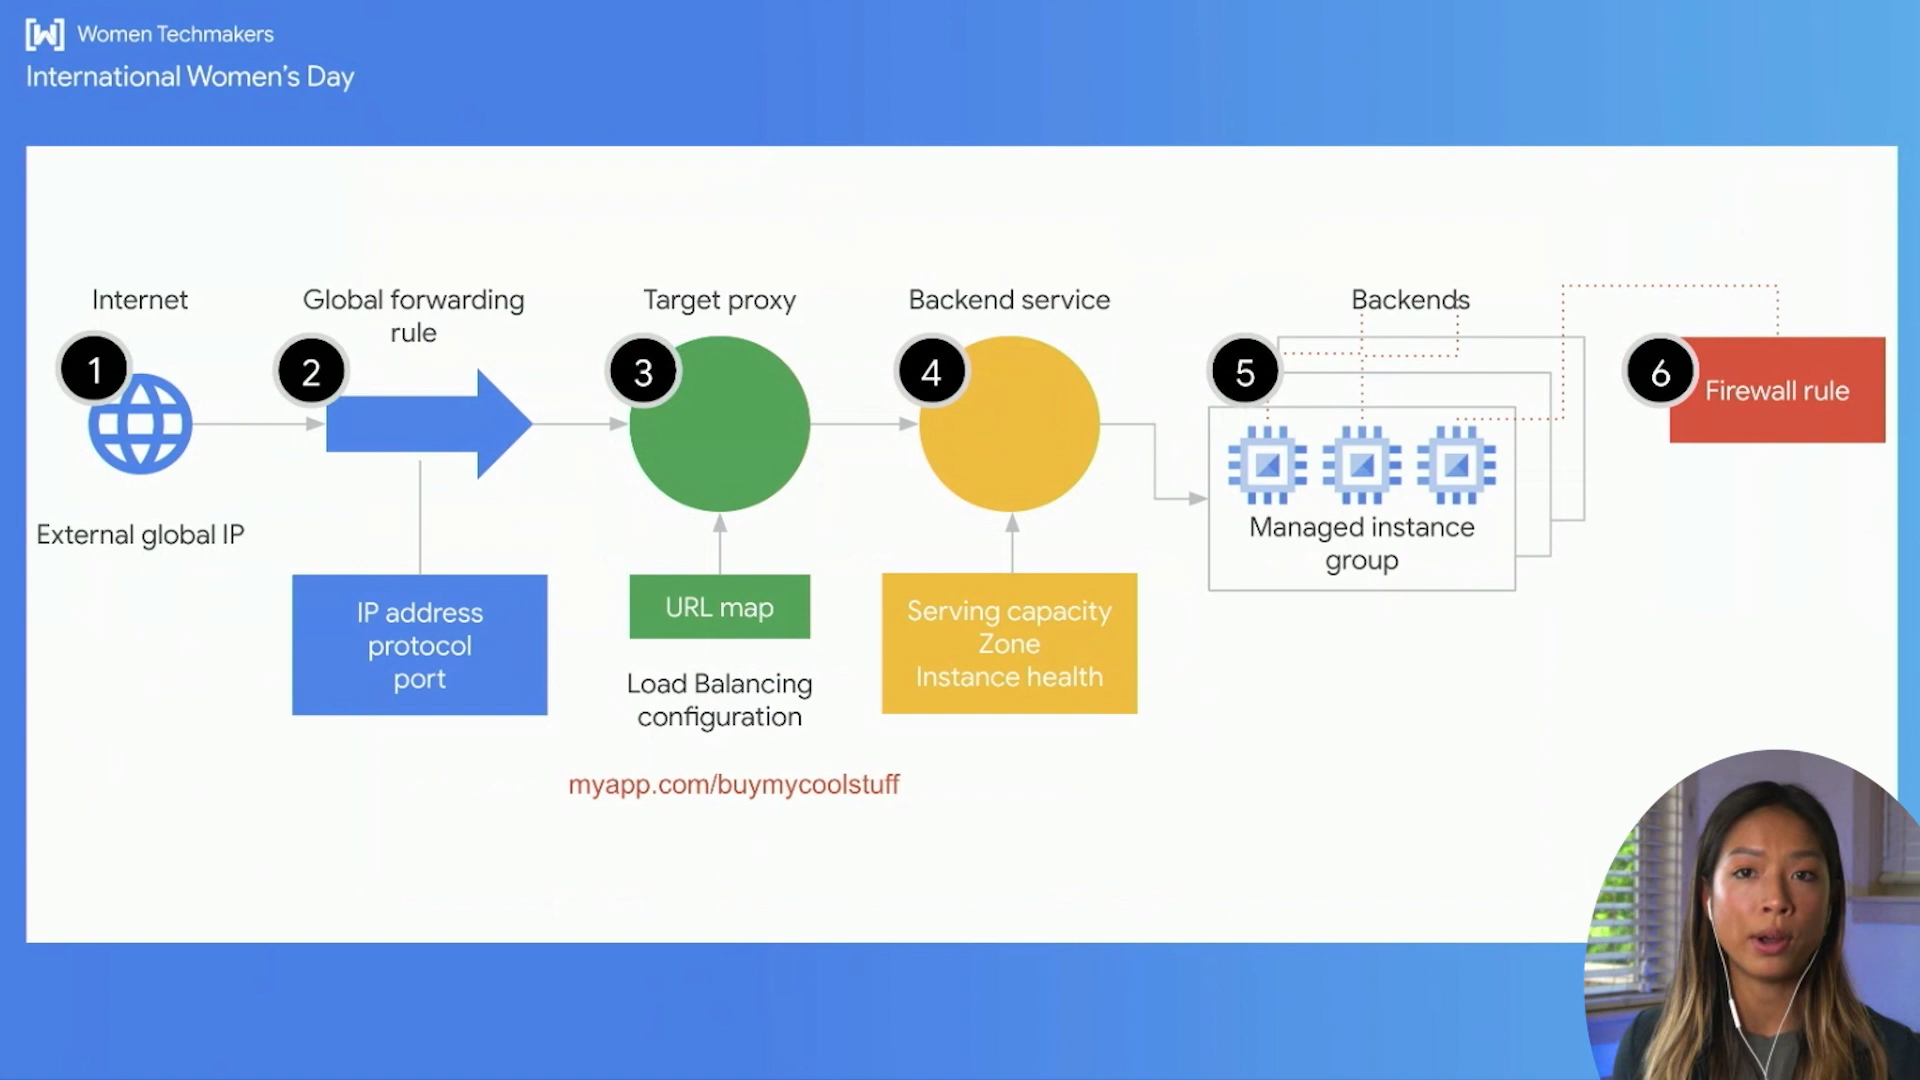 Women Techmakers
International Women's Day
Internet
1
External global IP
Global forwarding
rule
2
IP address
protocol
port
Target proxy
3
URL map
Load Balancing
configuration
myapp.com/buymycoolstuff
Backend service
4
Serving capacity
Zone
Instance health
Backends
5
Managed instance
group
6
Firewall rule